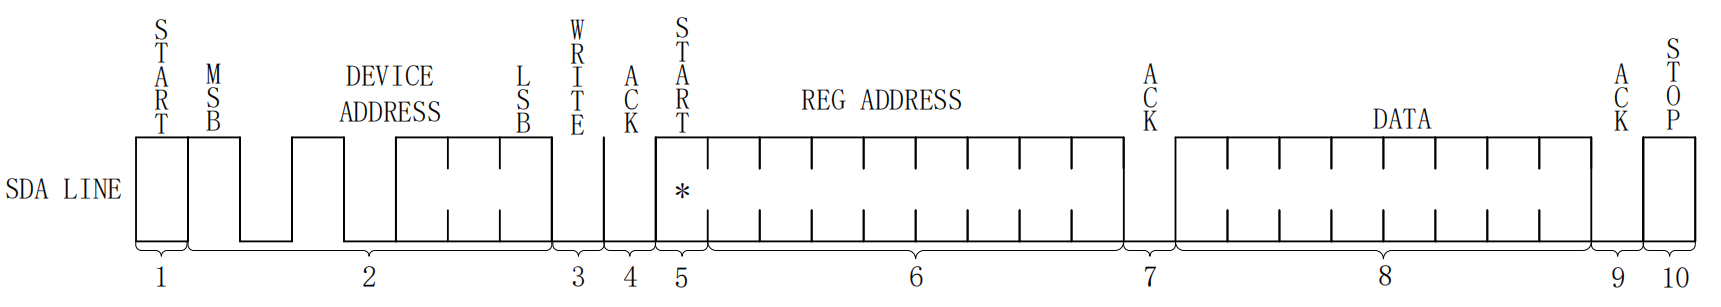 START
MSB
DEVICE
ADDRESS
LSB
WRITE
ACK
START
REG ADDRESS
ACK
DATA
ACK
STOP
SDA LINE
*
1 2 3 4 5 6 7 8 9 10